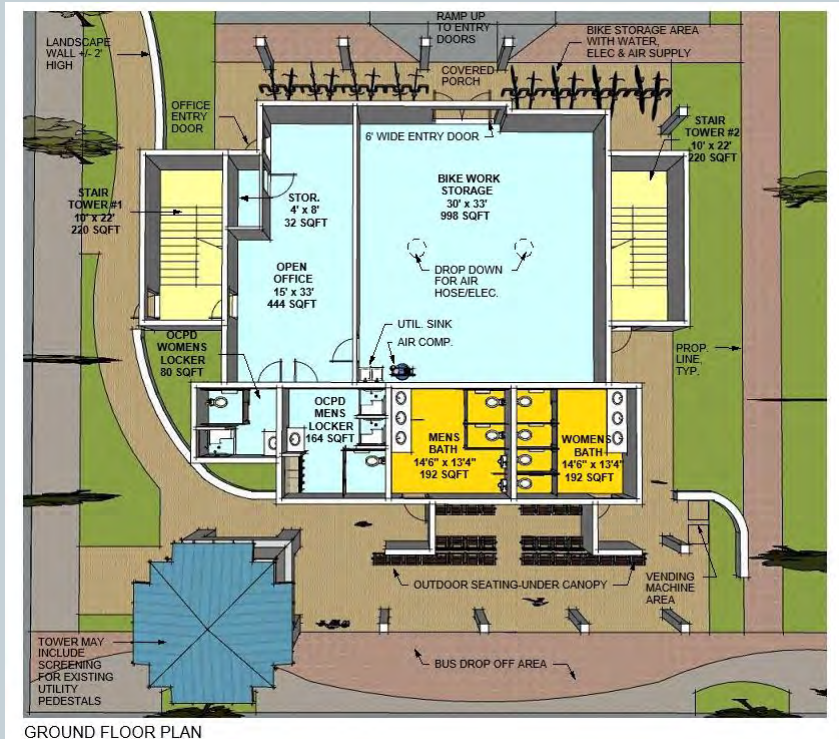 RAMP UP
TO ENTRY
DOORS
BIKE STORAGE AREA
WITH WATER,
ELEC & AIR SUPPLY
LANDSCAPE
WALL +/- 2'
HIGH
COVERED
PORCH
OFFICE
ENTRY
DOOR
6' WIDE ENTRY DOOR
STAIR
TOWER #2
10' x 22'
220 SQFT
STAIR
TOWER #1
10' x 22'
220 SQFT
STOR.
4' x 8'
32 SQFT
BIKE WORK
STORAGE
30' x 33'
998 SQFT
OPEN
OFFICE
15' x 33'
444 SQFT
DROP DOWN
FOR AIR
HOSE/ELEC.
UTIL. SINK
AIR COMP.
OCPD
WOMENS
LOCKER
80 SQFT
PROP.
LINE,
TYP.
OCPD
MENS
LOCKER
164 SQFT
MENS
BATH
14'6" x 13'4"
192 SQFT
WOMENS
BATH
14'6" x 13'4"
192 SQFT
OUTDOOR SEATING-UNDER CANOPY
VENDING
MACHINE
AREA
TOWER MAY
INCLUDE
SCREENING
FOR EXISTING
UTILITY
PEDESTALS
BUS DROP OFF AREA
GROUND FLOOR PLAN